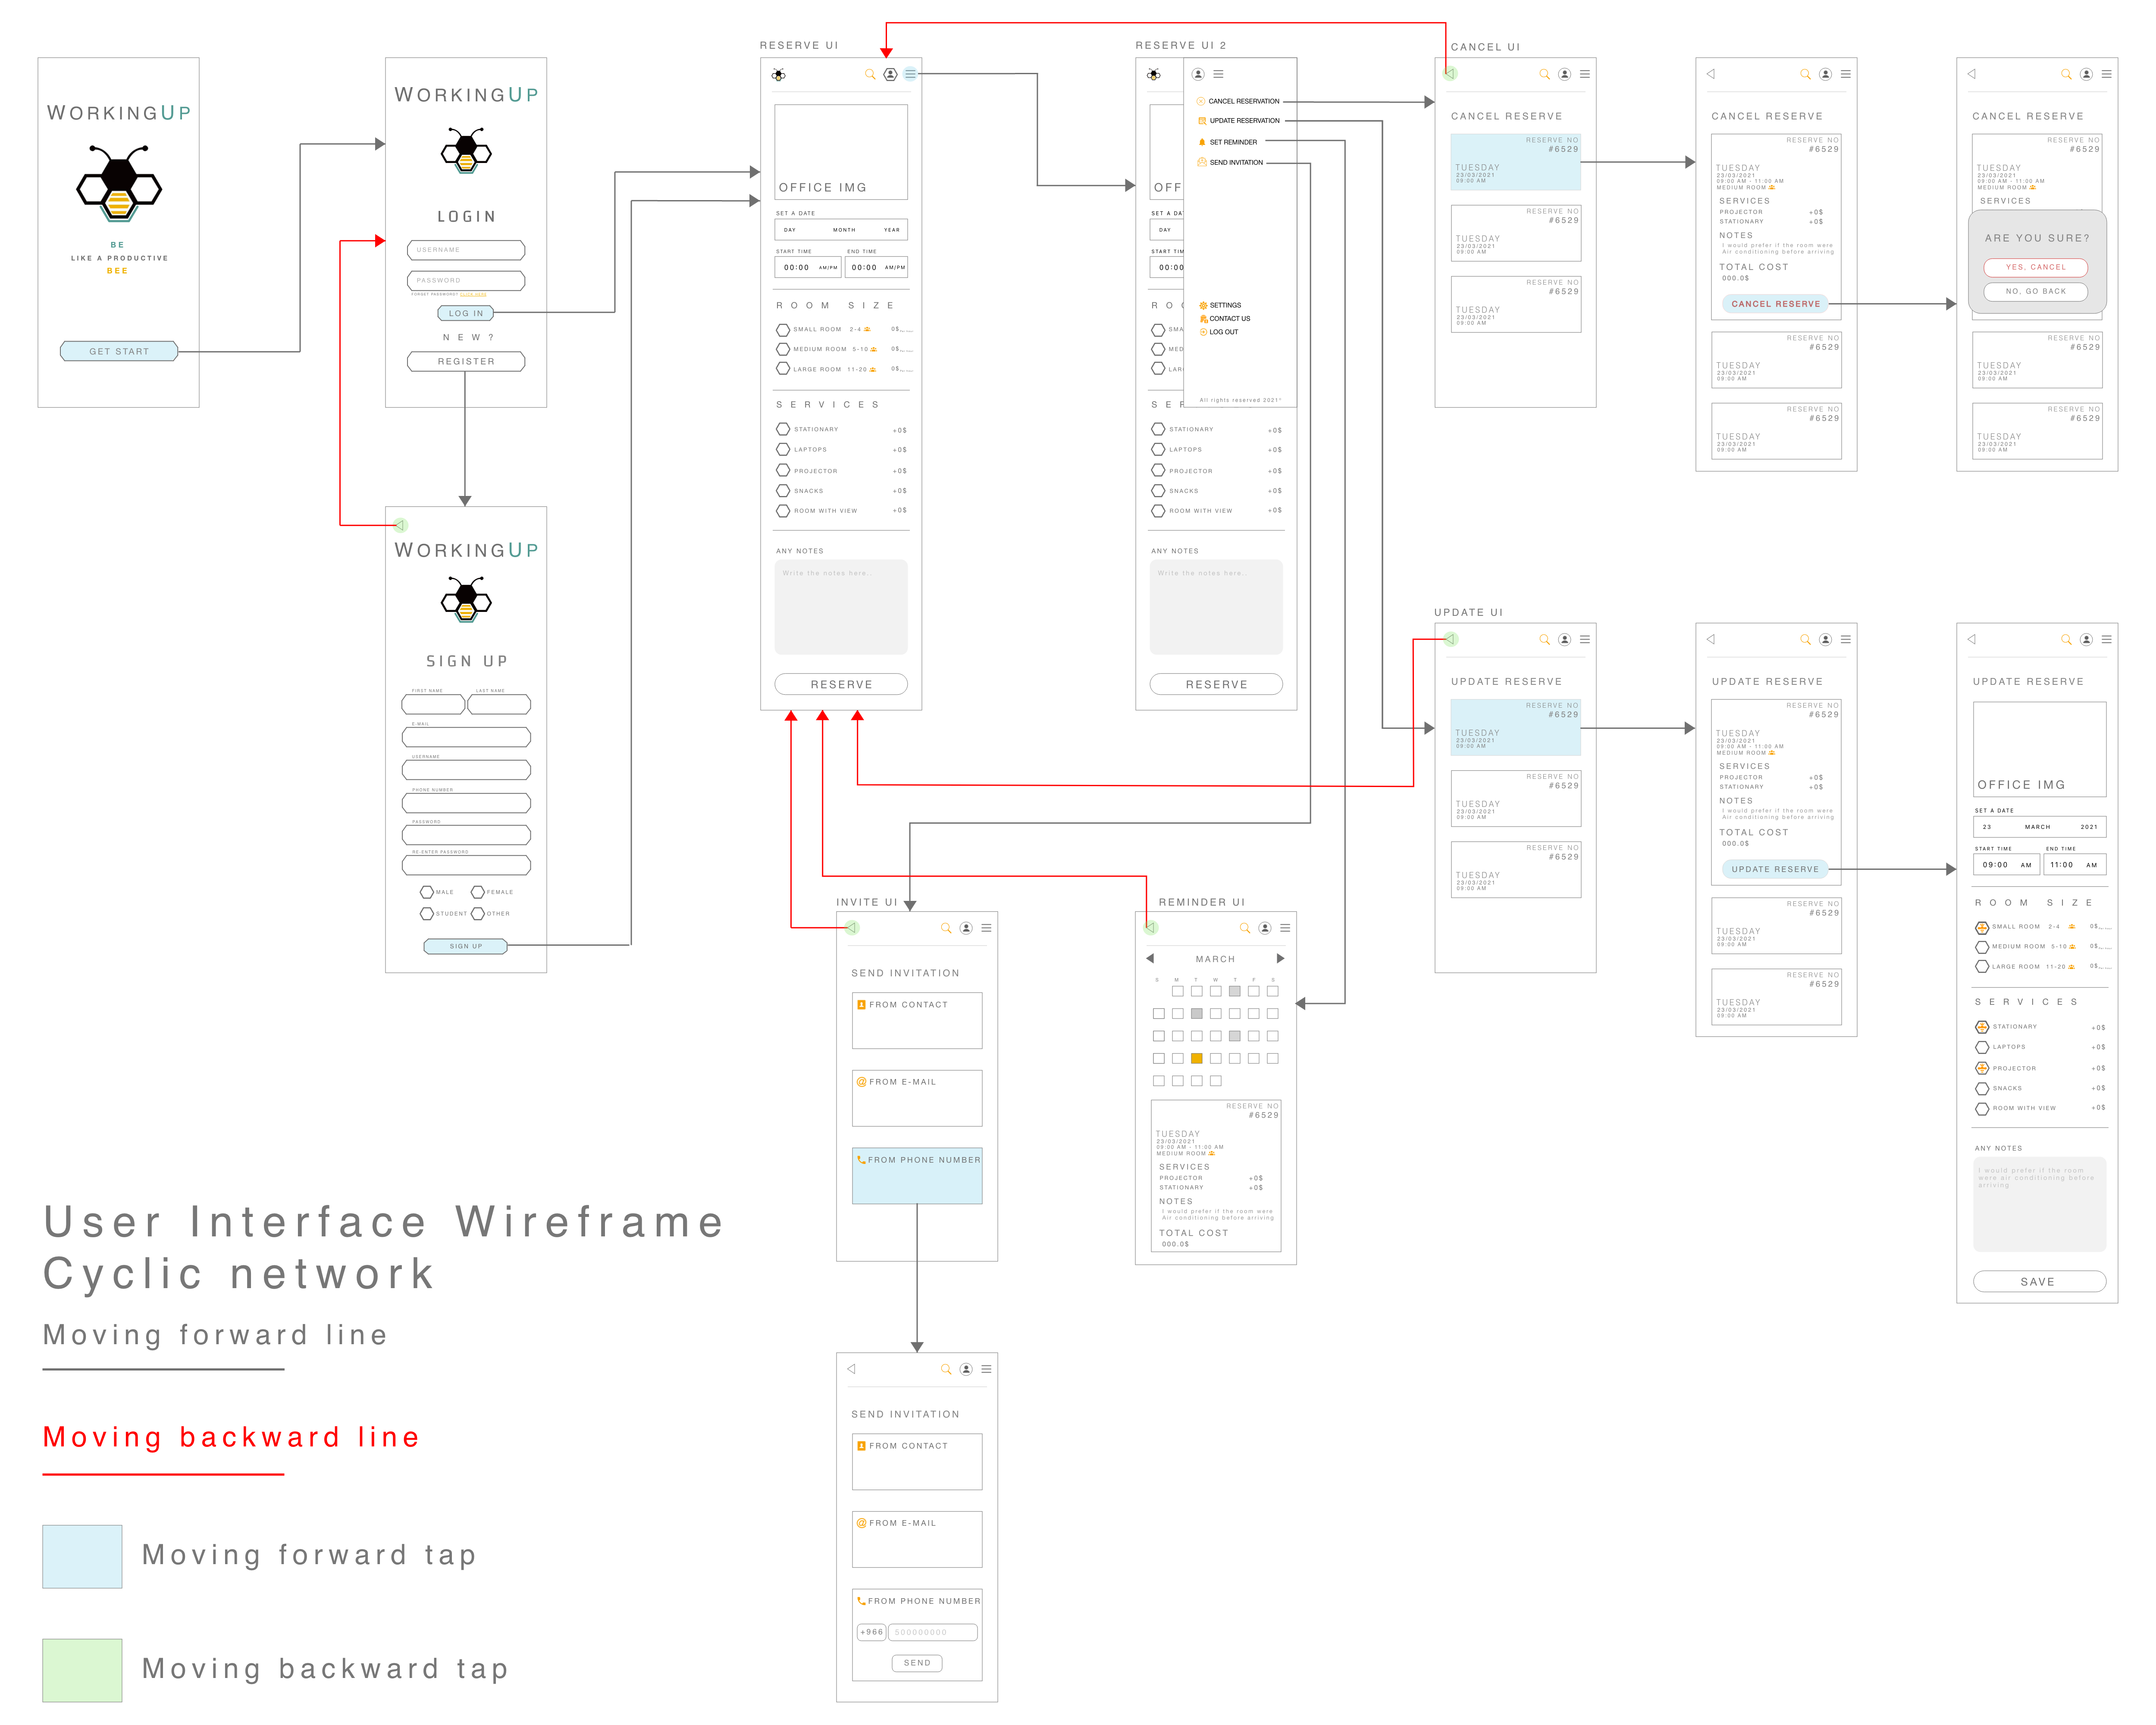 WORKINGUP
BE
LIKE A PRODUCTIVE
BEE
GET START
WORKINGUP
LOGIN
USERNAME
PASSWORD
FORGET PASSWORD? CLICK HERE
LOG IN
NEW?
REGISTER
WORKINGUP
SIGN UP
FIRST NAME LAST NAME
E-MAIL
USERNAME
PHONE NUMBER
PASSWORD
RE-ENTER PASSWORD
MALE FEMALE
STUDENT OTHER
SIGN UP
RESERVE UI
OFFICE IMG
SET A DATE
DAY MONTH YEAR
START TIME END TIME
00:00 AM/PM 00:00 AM/PM
ROOM SIZE
SMALL ROOM 2-4 0$
MEDIUM ROOM 5-10 0$
LARGE ROOM 11-20 0$
SERVICES
STATIONARY +0$
LAPTOPS +0$
PROJECTOR +0$
SNACKS +0$
ROOM WITH VIEW +0$
ANY NOTES
Write the notes here..
RESERVE
RESERVE UI 2
CANCEL RESERVATION
UPDATE RESERVATION
SET REMINDER
SEND INVITATION
SETTINGS
CONTACT US
LOG OUT
All rights reserved 2021*
OFF
SET A DA
DAY
START TIM
00:00
RO
SMA
MED
LAR
SER
STATIONARY +0$
LAPTOPS +0$
PROJECTOR +0$
SNACKS +0$
ROOM WITH VIEW +0$
ANY NOTES
Write the notes here..
RESERVE
CANCEL UI
CANCEL RESERVE
RESERVE NO
#6529
TUESDAY
23/03/2021
09:00 AM
RESERVE NO
#6529
TUESDAY
23/03/2021
09:00 AM
RESERVE NO
#6529
TUESDAY
23/03/2021
09:00 AM
CANCEL RESERVE
RESERVE NO
#6529
TUESDAY
23/03/2021
09:00 AM - 11:00 AM
MEDIUM ROOM
SERVICES
PROJECTOR +0$
STATIONARY +0$
NOTES
I would prefer if the room were
Air conditioning before arriving
TOTAL COST
000.0$
CANCEL RESERVE
RESERVE NO
#6529
TUESDAY
23/03/2021
09:00 AM
RESERVE NO
#6529
TUESDAY
23/03/2021
09:00 AM
CANCEL RESERVE
RESERVE NO
#6529
TUESDAY
23/03/2021
09:00 AM - 11:00 AM
MEDIUM ROOM
SERVICES
ARE YOU SURE?
YES, CANCEL
NO, GO BACK
RESERVE NO
#6529
TUESDAY
23/03/2021
09:00 AM
RESERVE NO
#6529
TUESDAY
23/03/2021
09:00 AM
UPDATE UI
UPDATE RESERVE
RESERVE NO
#6529
TUESDAY
23/03/2021
09:00 AM
RESERVE NO
#6529
TUESDAY
23/03/2021
09:00 AM
RESERVE NO
#6529
TUESDAY
23/03/2021
09:00 AM
UPDATE RESERVE
RESERVE NO
#6529
TUESDAY
23/03/2021
09:00 AM - 11:00 AM
MEDIUM ROOM
SERVICES
PROJECTOR +0$
STATIONARY +0$
NOTES
I would prefer if the room were
Air conditioning before arriving
TOTAL COST
000.0$
UPDATE RESERVE
RESERVE NO
#6529
TUESDAY
23/03/2021
09:00 AM
RESERVE NO
#6529
TUESDAY
23/03/2021
09:00 AM
UPDATE RESERVE
OFFICE IMG
SET A DATE
23 MARCH 2021
START TIME END TIME
09:00 AM 11:00 AM
ROOM SIZE
SMALL ROOM 2-4 0$
MEDIUM ROOM 5-10 0$
LARGE ROOM 11-20 0$
SERVICES
STATIONARY +0$
LAPTOPS +0$
PROJECTOR +0$
SNACKS +0$
ROOM WITH VIEW +0$
ANY NOTES
I would prefer if the room
were air conditioning before
arriving
SAVE
INVITE UI
SEND INVITATION
FROM CONTACT
@ FROM E-MAIL
FROM PHONE NUMBER
REMINDER UI
MARCH
S M T W T F S
RESERVE NO
#6529
TUESDAY
23/03/2021
09:00 AM - 11:00 AM
MEDIUM ROOM
SERVICES
PROJECTOR +0$
STATIONARY +0$
NOTES
I would prefer if the room were
Air conditioning before arriving
TOTAL COST
000.0$
SEND INVITATION
FROM CONTACT
@ FROM E-MAIL
FROM PHONE NUMBER
+966 500000000
SEND
User Interface Wireframe
Cyclic network
Moving forward line
Moving backward line
Moving forward tap
Moving backward tap